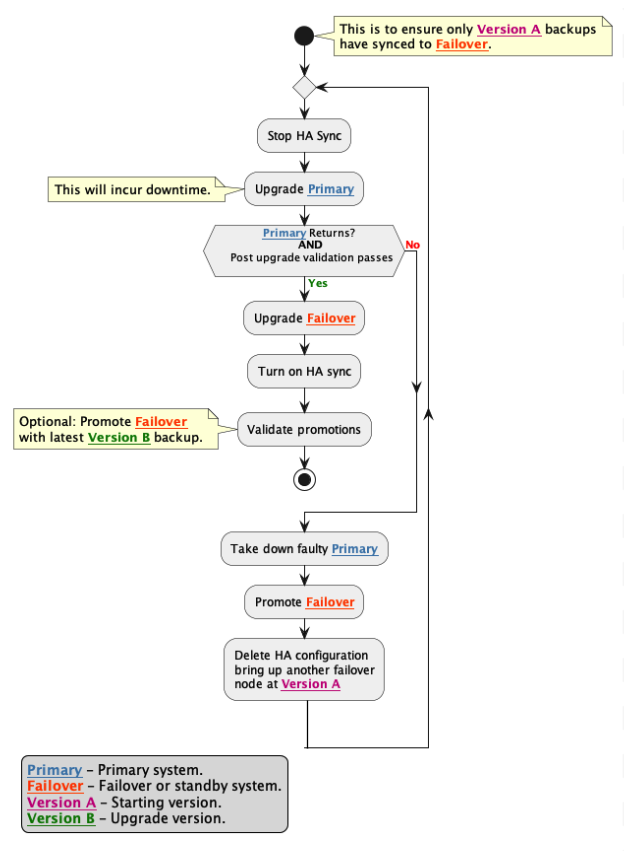 This is to ensure only Version A backups
have synced to Failover.
Stop HA Sync
This will incur downtime.
Upgrade Primary
Primary Returns?
AND
Post upgrade validation passes
No
Yes
Upgrade Failover
Turn on HA sync
Optional: Promote Failover
with latest Version B backup.
Validate promotions
Take down faulty Primary
Promote Failover
Delete HA configuration
bring up another failover
node at Version A
Primary – Primary system.
Failover – Failover or standby system.
Version A – Starting version.
Version B – Upgrade version.